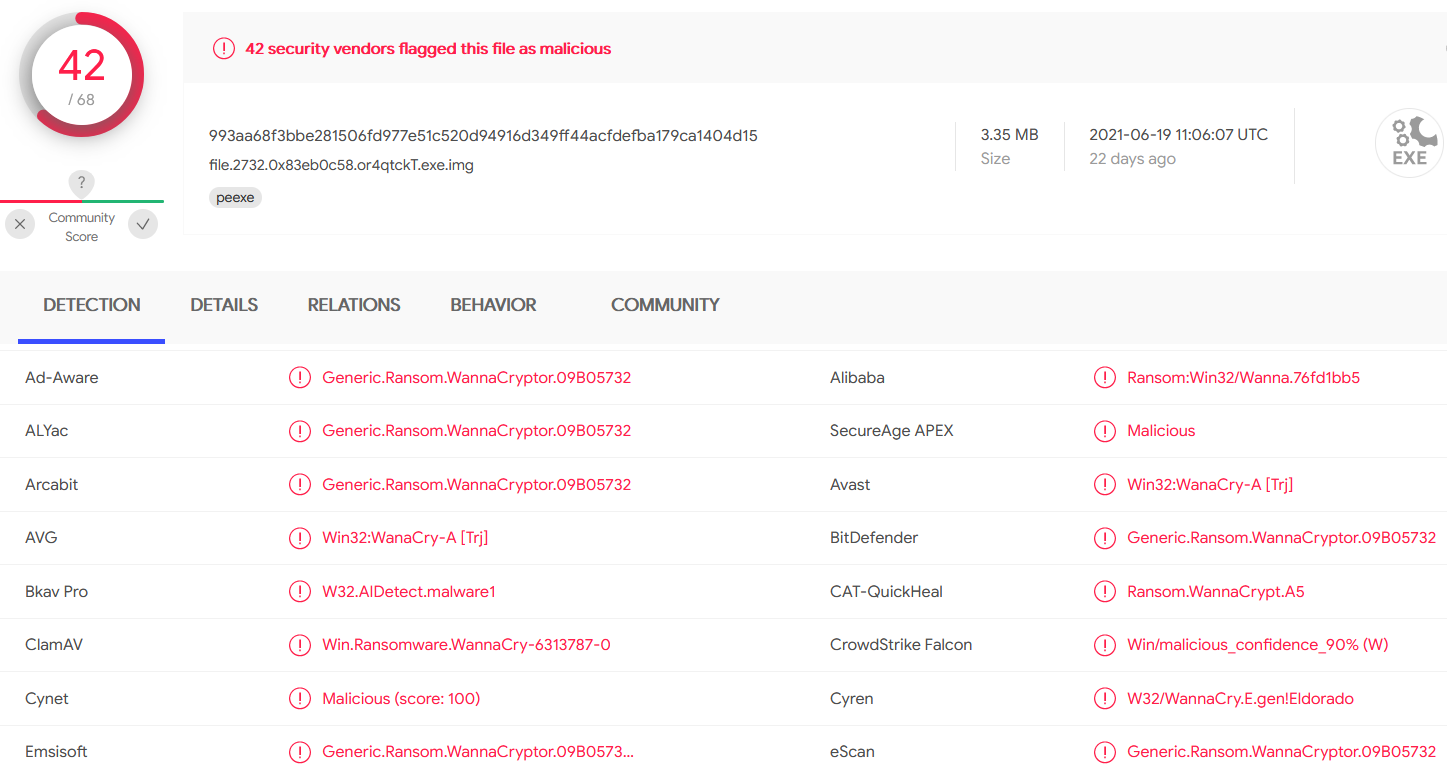 42
/ 68
?
Community
Score
42 security vendors flagged this file as malicious
993aa68f3bbe281506fd977e51c520d94916d349ff44acfdefba179ca1404d15
file.2732.0x83eb0c58.or4qtckT.exe.img
peexe
3.35 MB
Size
2021-06-19 11:06:07 UTC
22 days ago
EXE
DETECTION DETAILS RELATIONS BEHAVIOR COMMUNITY
Ad-Aware Generic.Ransom.WannaCryptor.09B05732 Alibaba Ransom:Win32/Wanna.76fd1bb5
ALYac Generic.Ransom.WannaCryptor.09B05732 SecureAge APEX Malicious
Arcabit Generic.Ransom.WannaCryptor.09B05732 Avast Win32:WanaCry-A [Trj]
AVG Win32:WanaCry-A [Trj] BitDefender Generic.Ransom.WannaCryptor.09B05732
Bkav Pro W32.AIDetect.malware1 CAT-QuickHeal Ransom.WannaCrypt.A5
ClamAV Win.Ransomware.WannaCry-6313787-0 CrowdStrike Falcon Win/malicious_confidence_90% (W)
Cynet Malicious (score: 100) Cyren W32/WannaCry.E.gen!Eldorado
Emsisoft Generic.Ransom.WannaCryptor.09B0573... eScan Generic.Ransom.WannaCryptor.09B05732